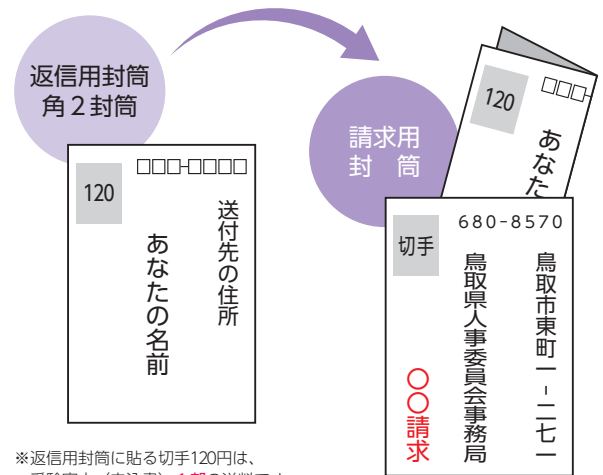 返信用封筒
角2封筒
120
送付先の住所
あなたの名前
請求用
封 筒
120
あなた
切手
680-8570
鳥取市東町一-二七一
鳥取県人事委員会事務局
〇〇請求
※返信用封筒に貼る切手120円は、